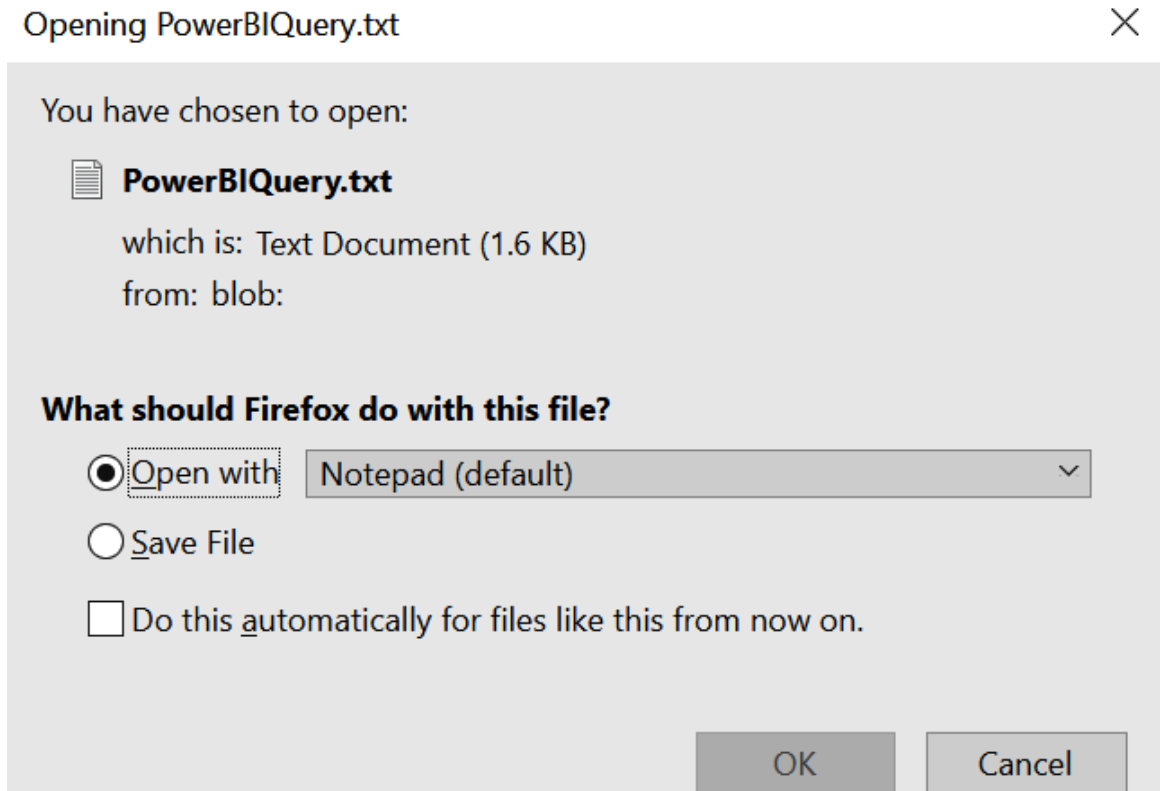 Opening PowerBIQuery.txt
You have chosen to open:
PowerBIQuery.txt
which is: Text Document (1.6 KB)
from: blob:
What should Firefox do with this file?
Open with Notepad (default)
Save File
Do this automatically for files like this from now on.
OK Cancel